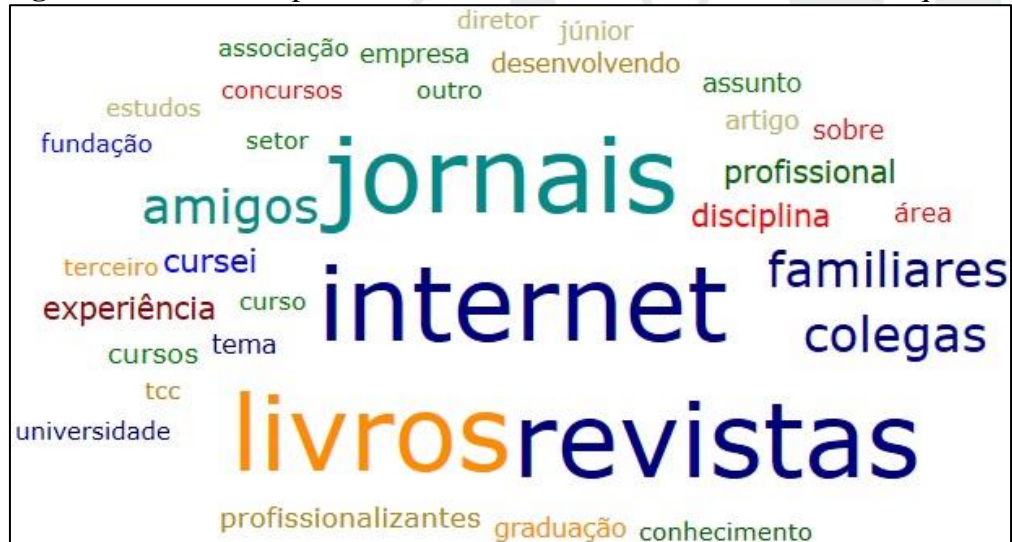 diretor júnior
associação empresa desenvolvendo
concursos outro assunto
estudos artigo sobre
fundação setor jornais profissional
amigos disciplina área
terceiro cursei internet familiares
experiência curso colegas
cursos tema
tcc livros revistas
universidade
profissionalizantes graduação conhecimento